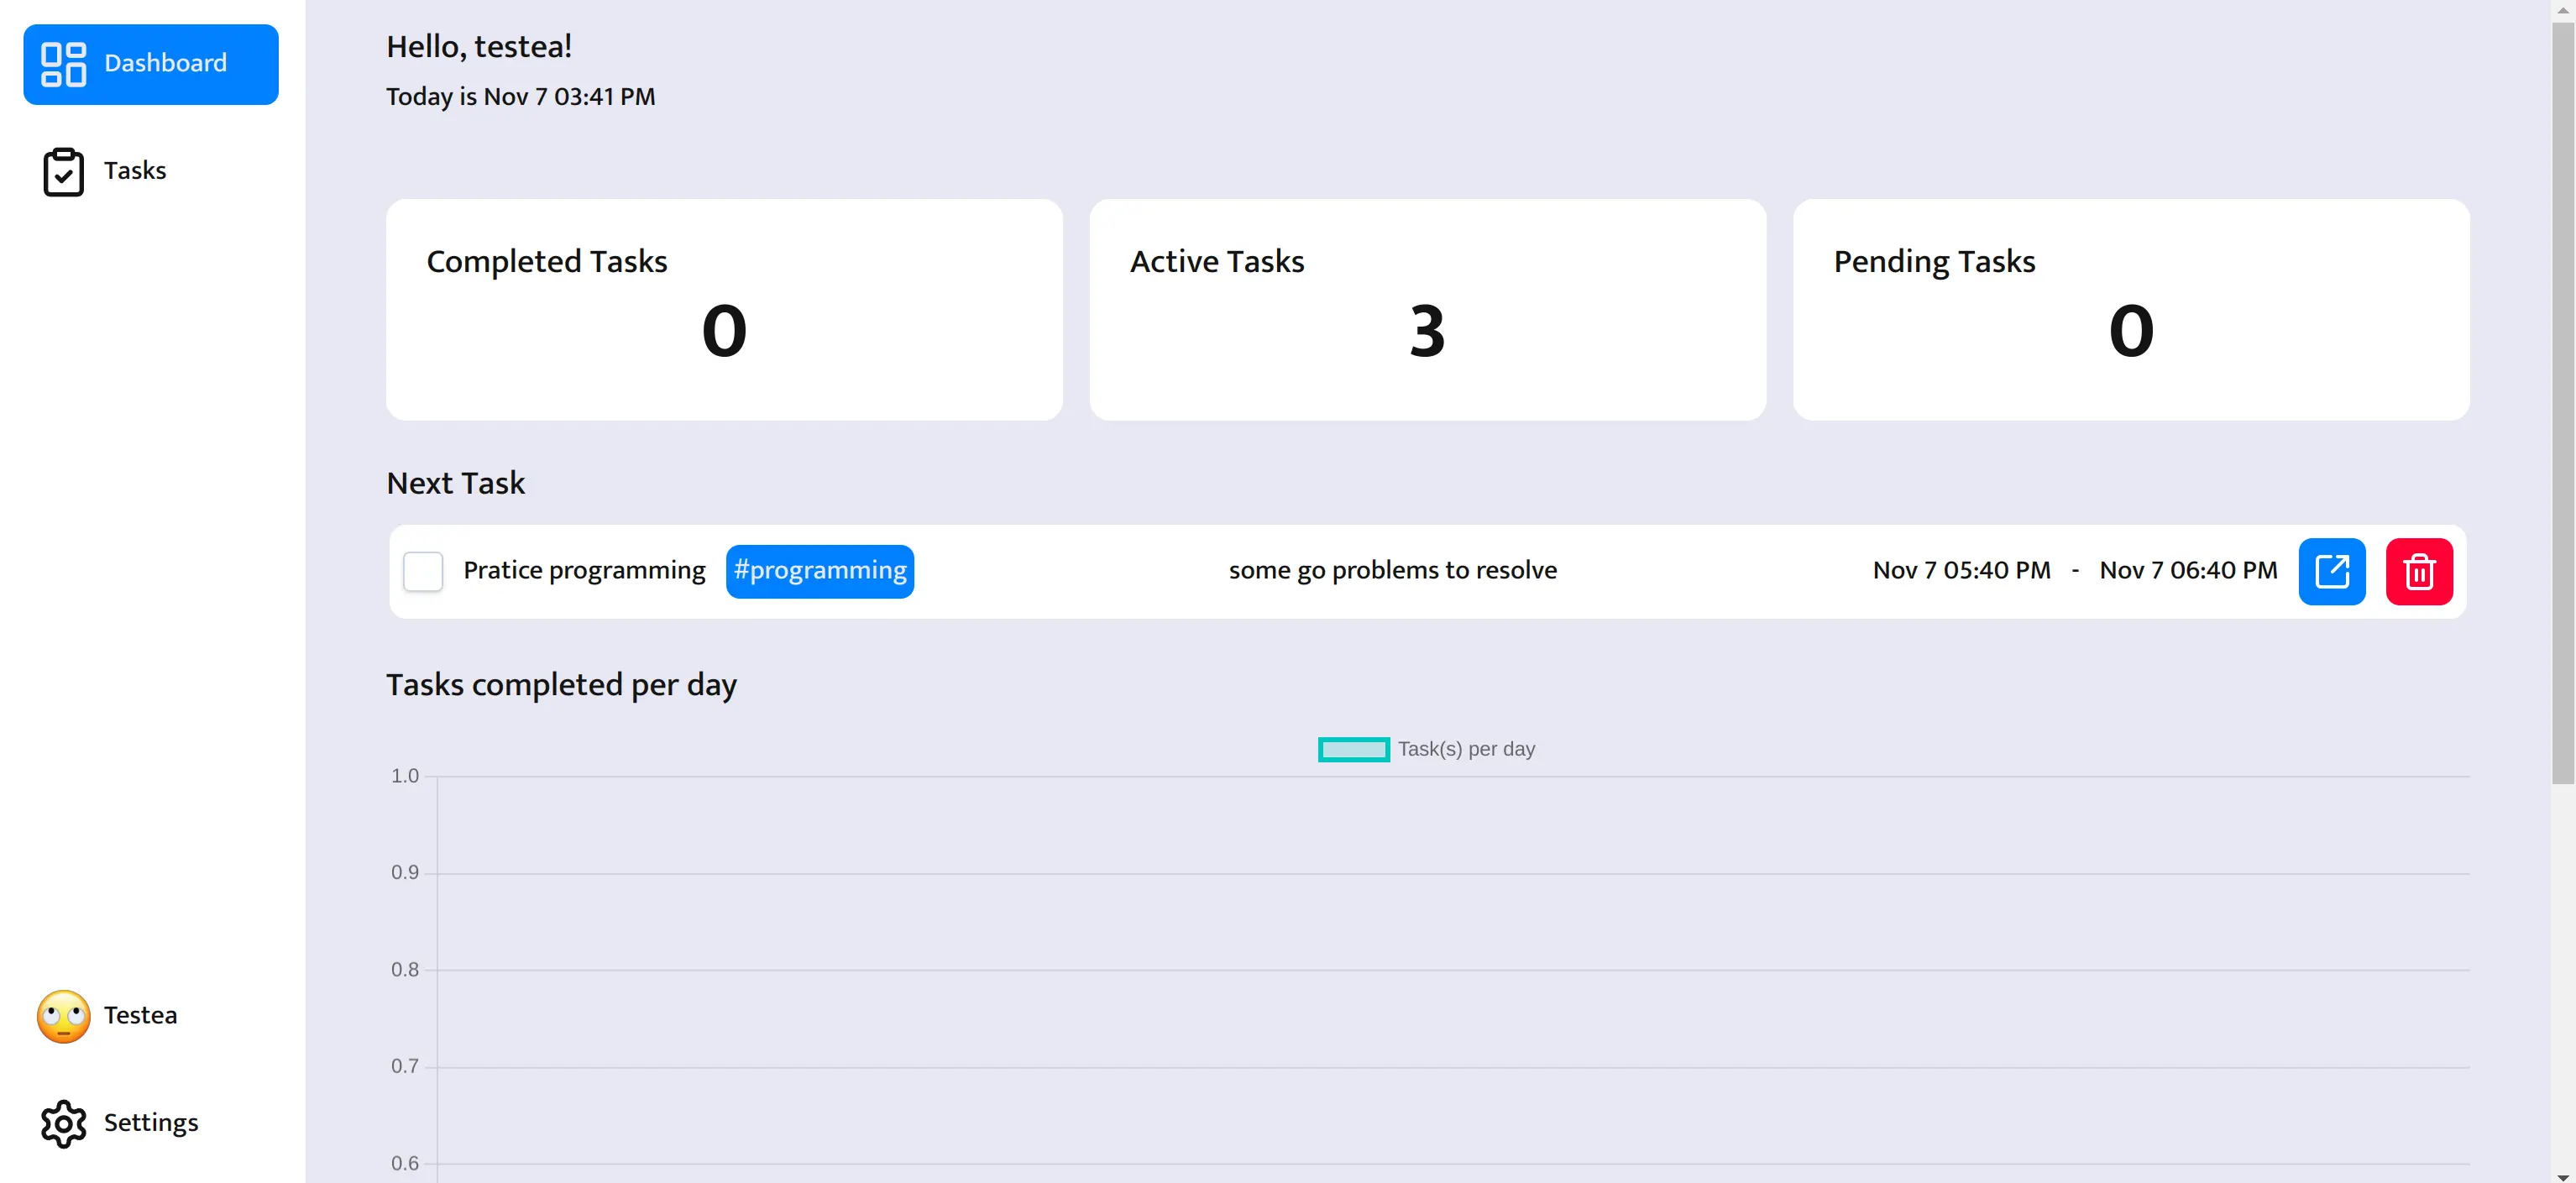 Dashboard
Tasks
Testea
Settings
Hello, testea!
Today is Nov 7 03:41 PM
Completed Tasks
0
Active Tasks
3
Pending Tasks
0
Next Task
Pratice programming #programming some go problems to resolve Nov 7 05:40 PM - Nov 7 06:40 PM
Tasks completed per day
Task(s) per day
1.0
0.9
0.8
0.7
0.6